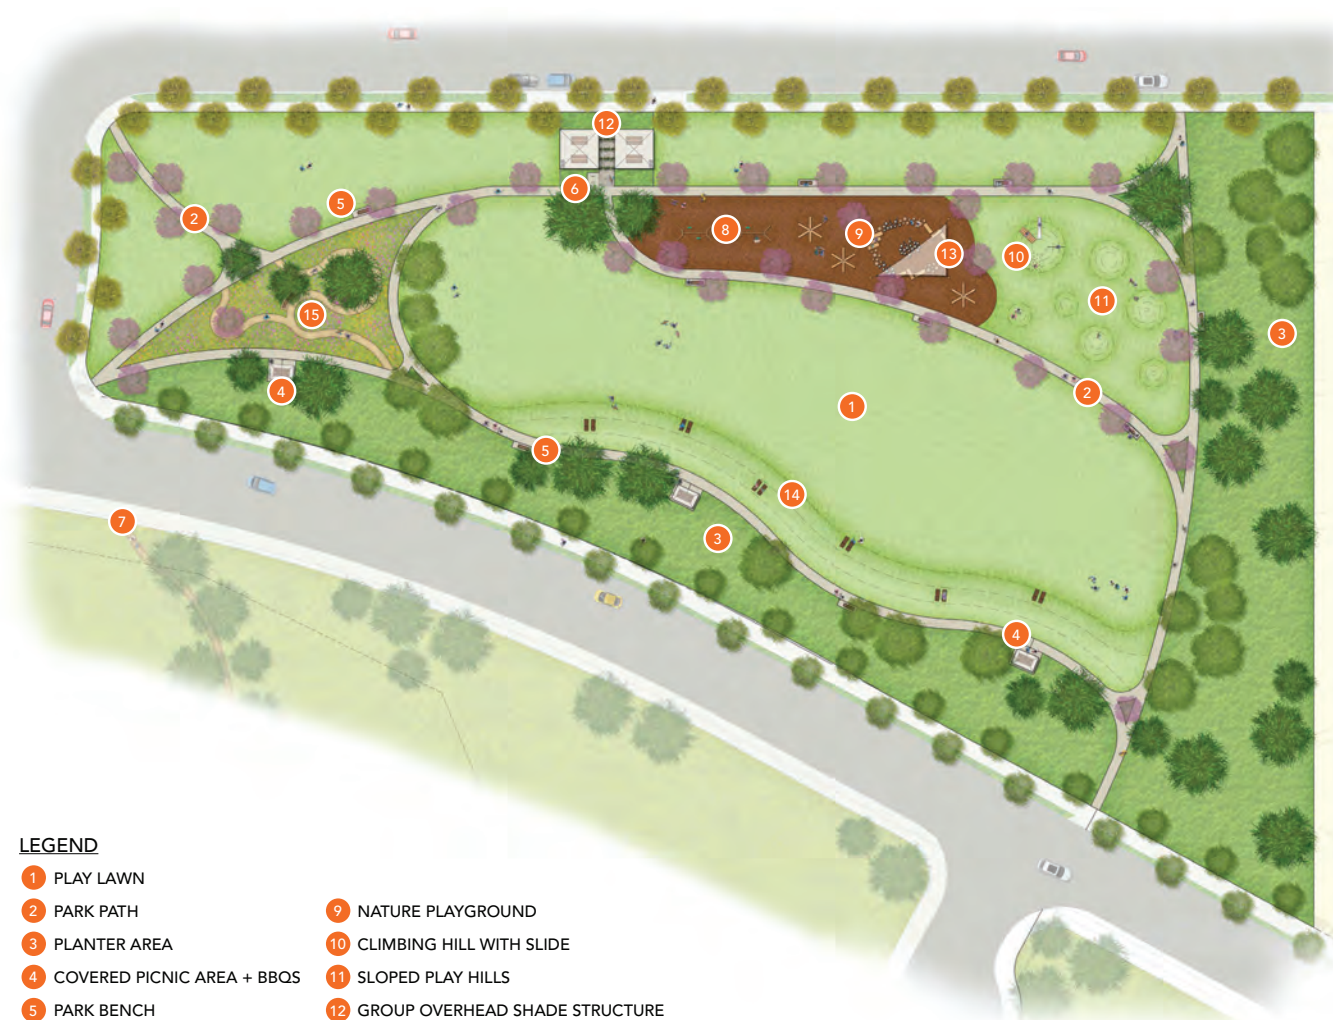 12
6
5
2
8
9
13
10
11
15
3
4
2
1
5
14
7
3
4
LEGEND
1 PLAY LAWN
2 PARK PATH
3 PLANTER AREA
4 COVERED PICNIC AREA + BBQS
5 PARK BENCH
9 NATURE PLAYGROUND
10 CLIMBING HILL WITH SLIDE
11 SLOPED PLAY HILLS
12 GROUP OVERHEAD SHADE STRUCTURE